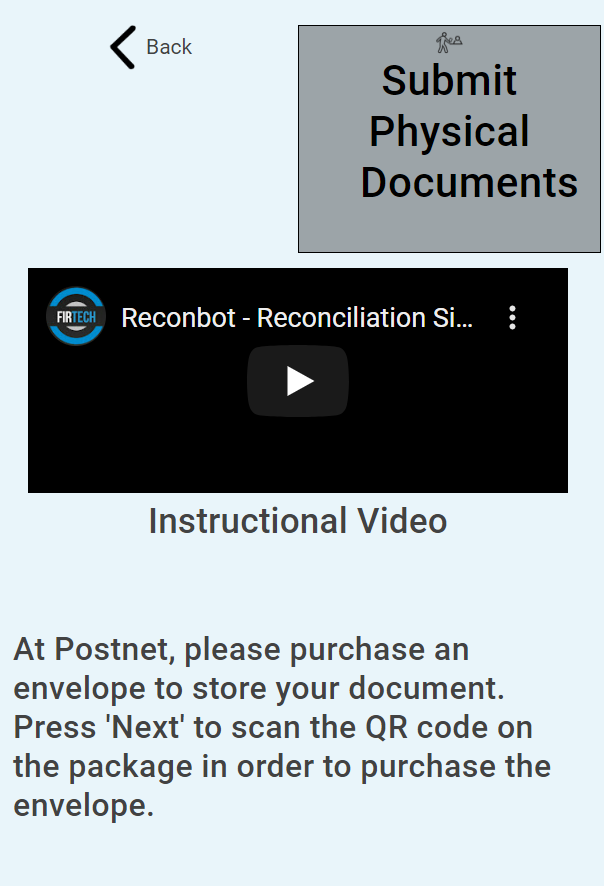 Back
Submit
Physical
Documents
FIRTECH
Reconbot - Reconciliation Si...
Instructional Video
At Postnet, please purchase an
envelope to store your document.
Press 'Next' to scan the QR code on
the package in order to purchase the
envelope.